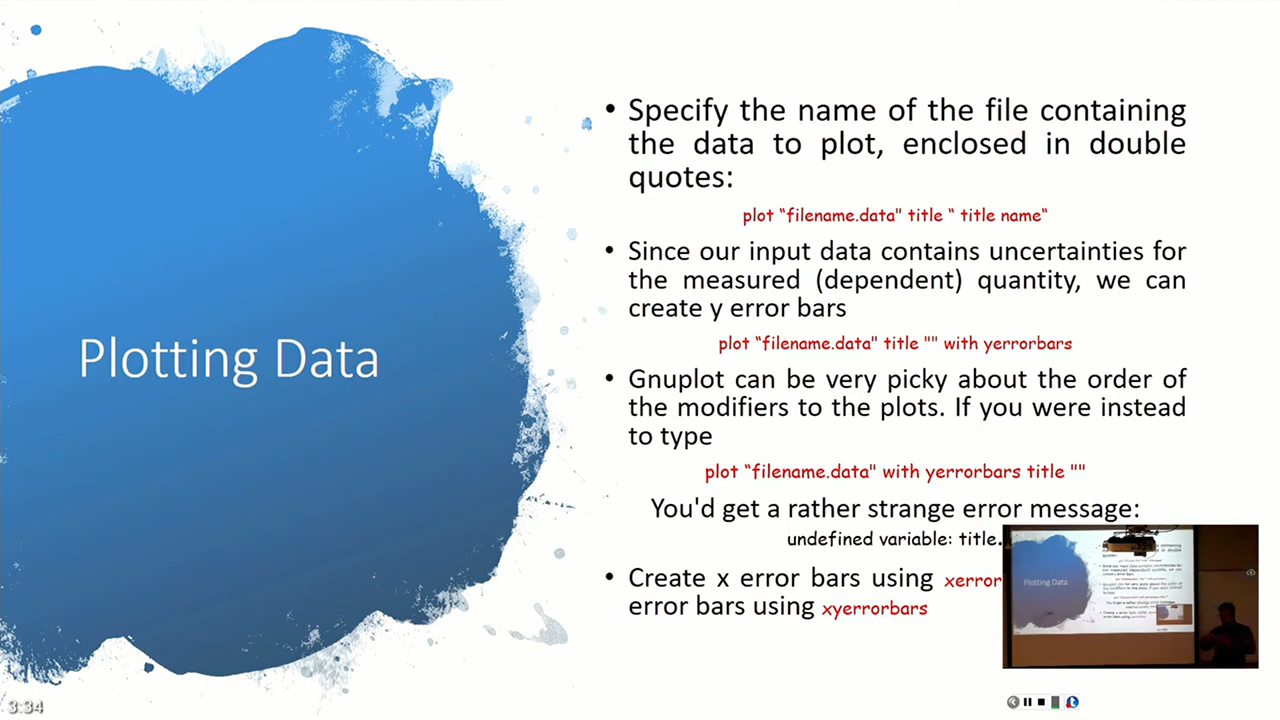 Plotting Data
• Specify the name of the file containing
the data to plot, enclosed in double
quotes:
plot “filename.data" title “ title name“
• Since our input data contains uncertainties for
the measured (dependent) quantity, we can
create y error bars
plot “filename.data" title "" with yerrorbars
• Gnuplot can be very picky about the order of
the modifiers to the plots. If you were instead
to type
plot “filename.data" with yerrorbars title ""
You'd get a rather strange error message:
undefined variable: title.
• Create x error bars using xerror
error bars using xyerrorbars
Plotting Data
3:34